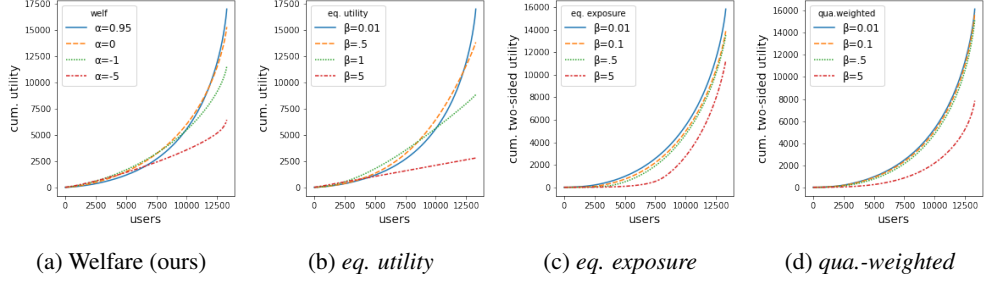 welf
α=0.95
α=0
α=-1
α=-5
17500
15000
12500
10000
7500
5000
2500
0
cum. utility
0 2500 5000 7500 10000 12500
users
(a) Welfare (ours)
eq. utility
β=0.01
β=.5
β=1
β=5
17500
15000
12500
10000
7500
5000
2500
0
cum. utility
0 2500 5000 7500 10000 12500
users
(b) eq. utility
eq. exposure
β=0.01
β=0.1
β=.5
β=5
16000
14000
12000
10000
8000
6000
4000
2000
0
cum. two-sided utility
0 2500 5000 7500 10000 12500
users
(c) eq. exposure
qua.weighted
β=0.01
β=0.1
β=.5
β=5
16000
14000
12000
10000
8000
6000
4000
2000
0
cum. two-sided utility
0 2500 5000 7500 10000 12500
users
(d) qua.-weighted